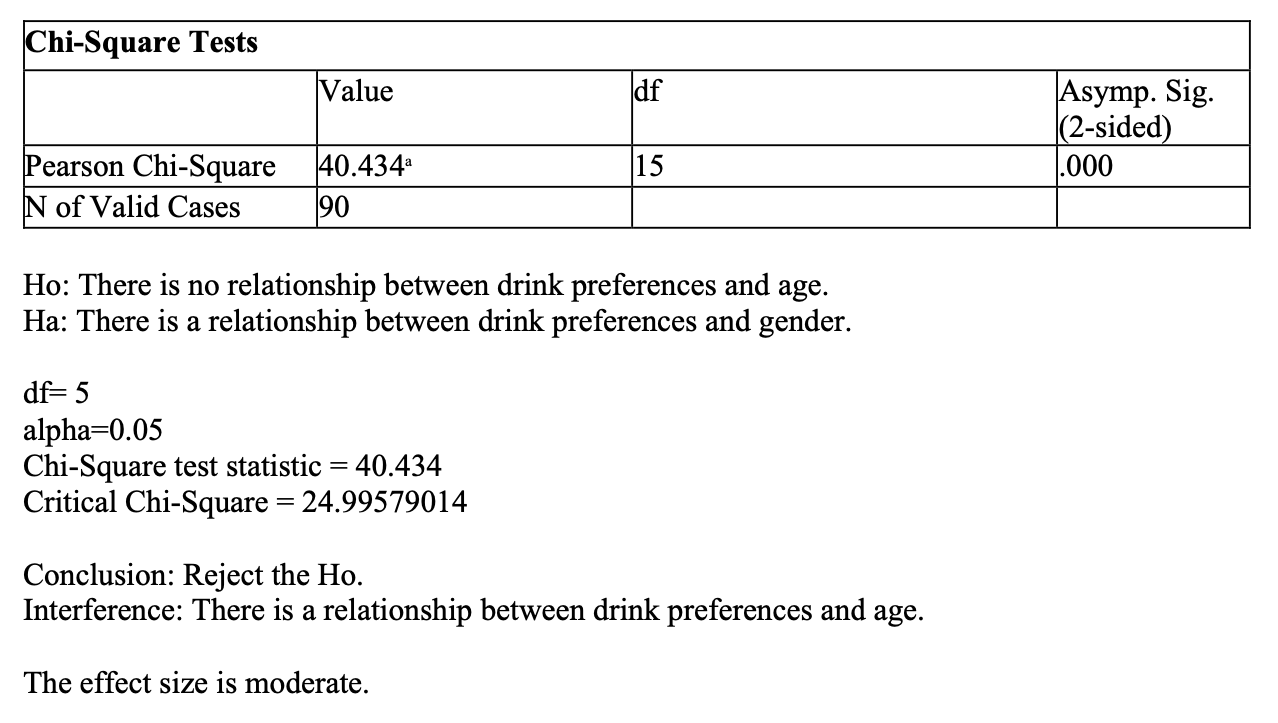 Chi-Square Tests
Value df Asymp. Sig.
(2-sided)
Pearson Chi-Square 40.434ᵃ 15 .000
N of Valid Cases 90
Ho: There is no relationship between drink preferences and age.
Ha: There is a relationship between drink preferences and gender.
df= 5
alpha=0.05
Chi-Square test statistic = 40.434
Critical Chi-Square = 24.99579014
Conclusion: Reject the Ho.
Interference: There is a relationship between drink preferences and age.
The effect size is moderate.